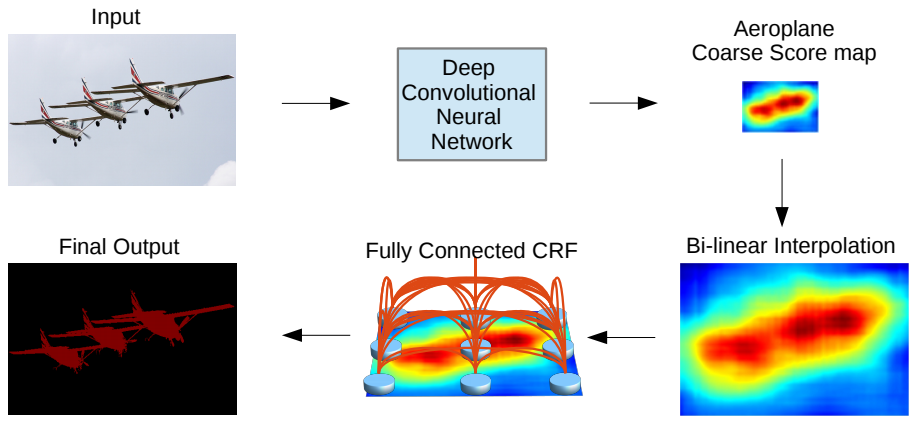 Input
Deep
Convolutional
Neural
Network
Aeroplane
Coarse Score map
Bi-linear Interpolation
Fully Connected CRF
Final Output